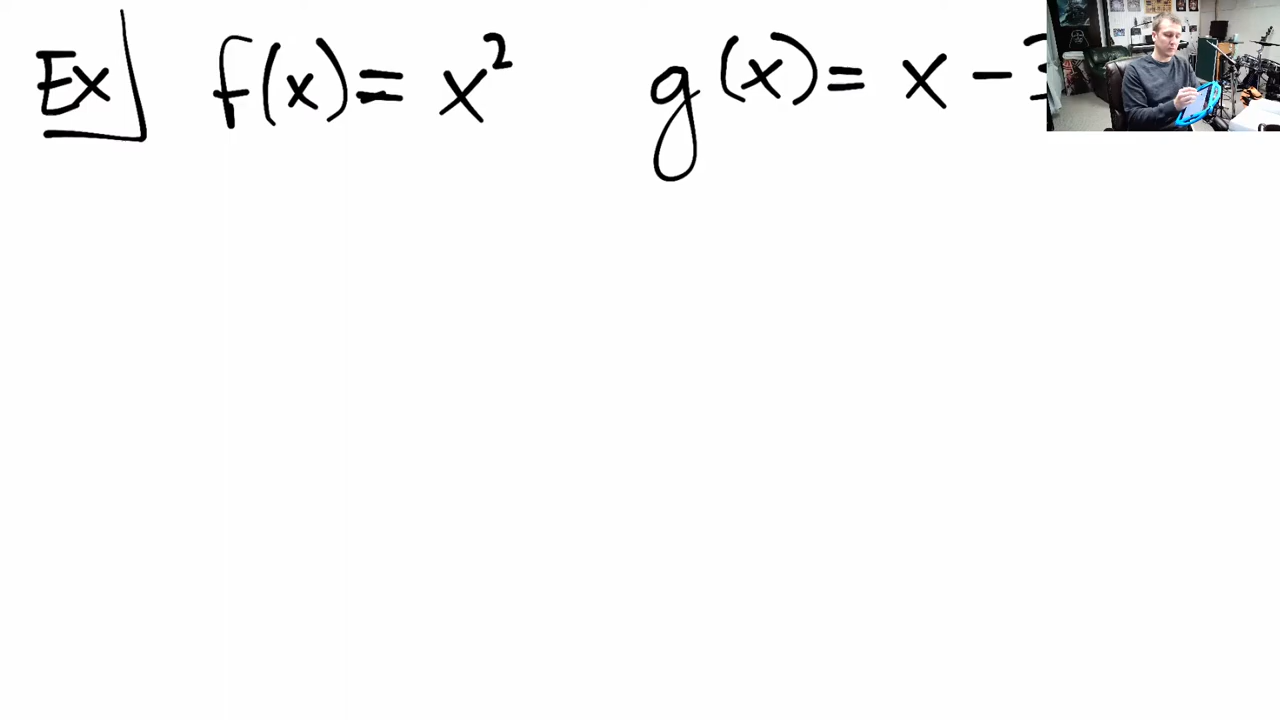 Ex f(x) = x² g(x) = x -